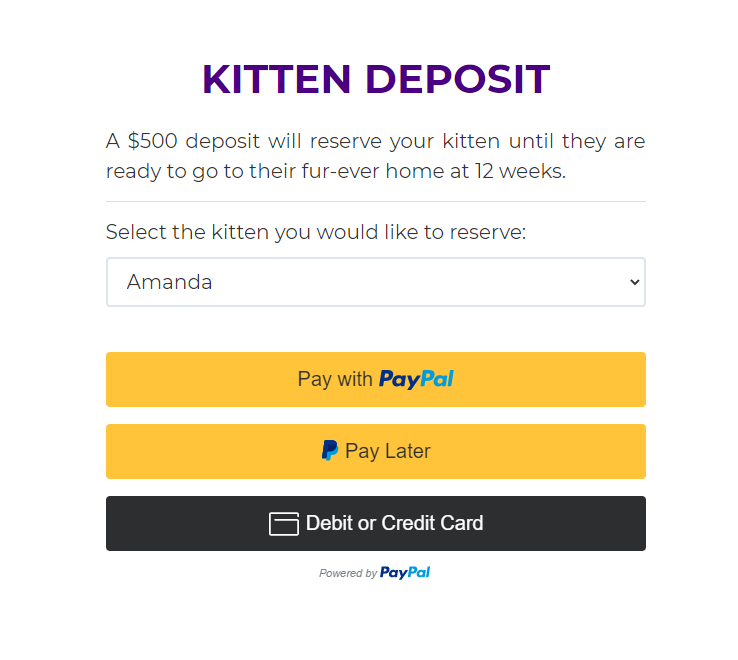 KITTEN DEPOSIT
A $500 deposit will reserve your kitten until they are
ready to go to their fur-ever home at 12 weeks.
Select the kitten you would like to reserve:
Amanda
Pay with PayPal
Pay Later
Debit or Credit Card
Powered by PayPal